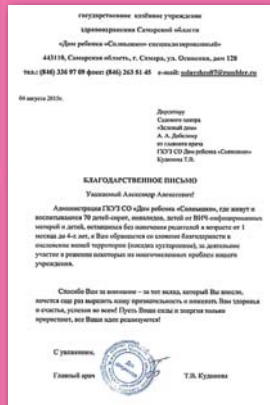 государственное казённое учреждение
здравоохранения Самарской области
«Дом ребенка «Солнышко» специализированный»
443110, Самарская область, г. Самара, ул. Осипенко, дом 128
тел.: (846) 336 97 09 факс: (846) 263 51 45 e-mail:
04 августа 2015г.
Директору
Садового центра
«Зеленый дом»
А. А.
от главного врача
ГКУЗ СО Дом ребенка «Солнышко»
Кудинова Т.В.
БЛАГОДАРСТВЕННОЕ ПИСЬМО
Уважаемый Александр Алексеевич!
Администрация ГКУЗ СО «Дом ребенка «Солнышко», где живут и
воспитываются 70 детей-сирот, инвалидов, детей от ВИЧ-инфицированных
матерей и детей, оставшихся без попечения родителей в возрасте от 1
месяца до 4-х лет, к Вам обращается со словами благодарности в
озеленение нашей территории (посадка кустарников), за деятельное
участие в решении некоторых из многочисленных проблем нашего
учреждения.
Спасибо Вам за внимание – за тот вклад, который Вы внесли,
хочется еще раз выразить нашу признательность и пожелать Вам здоровья
и счастья, успехов во всем! Пусть Ваши силы и энергия только
прирастают, все Ваши идеи реализуются!
С уважением,
Главный врач Т.В. Кудинова